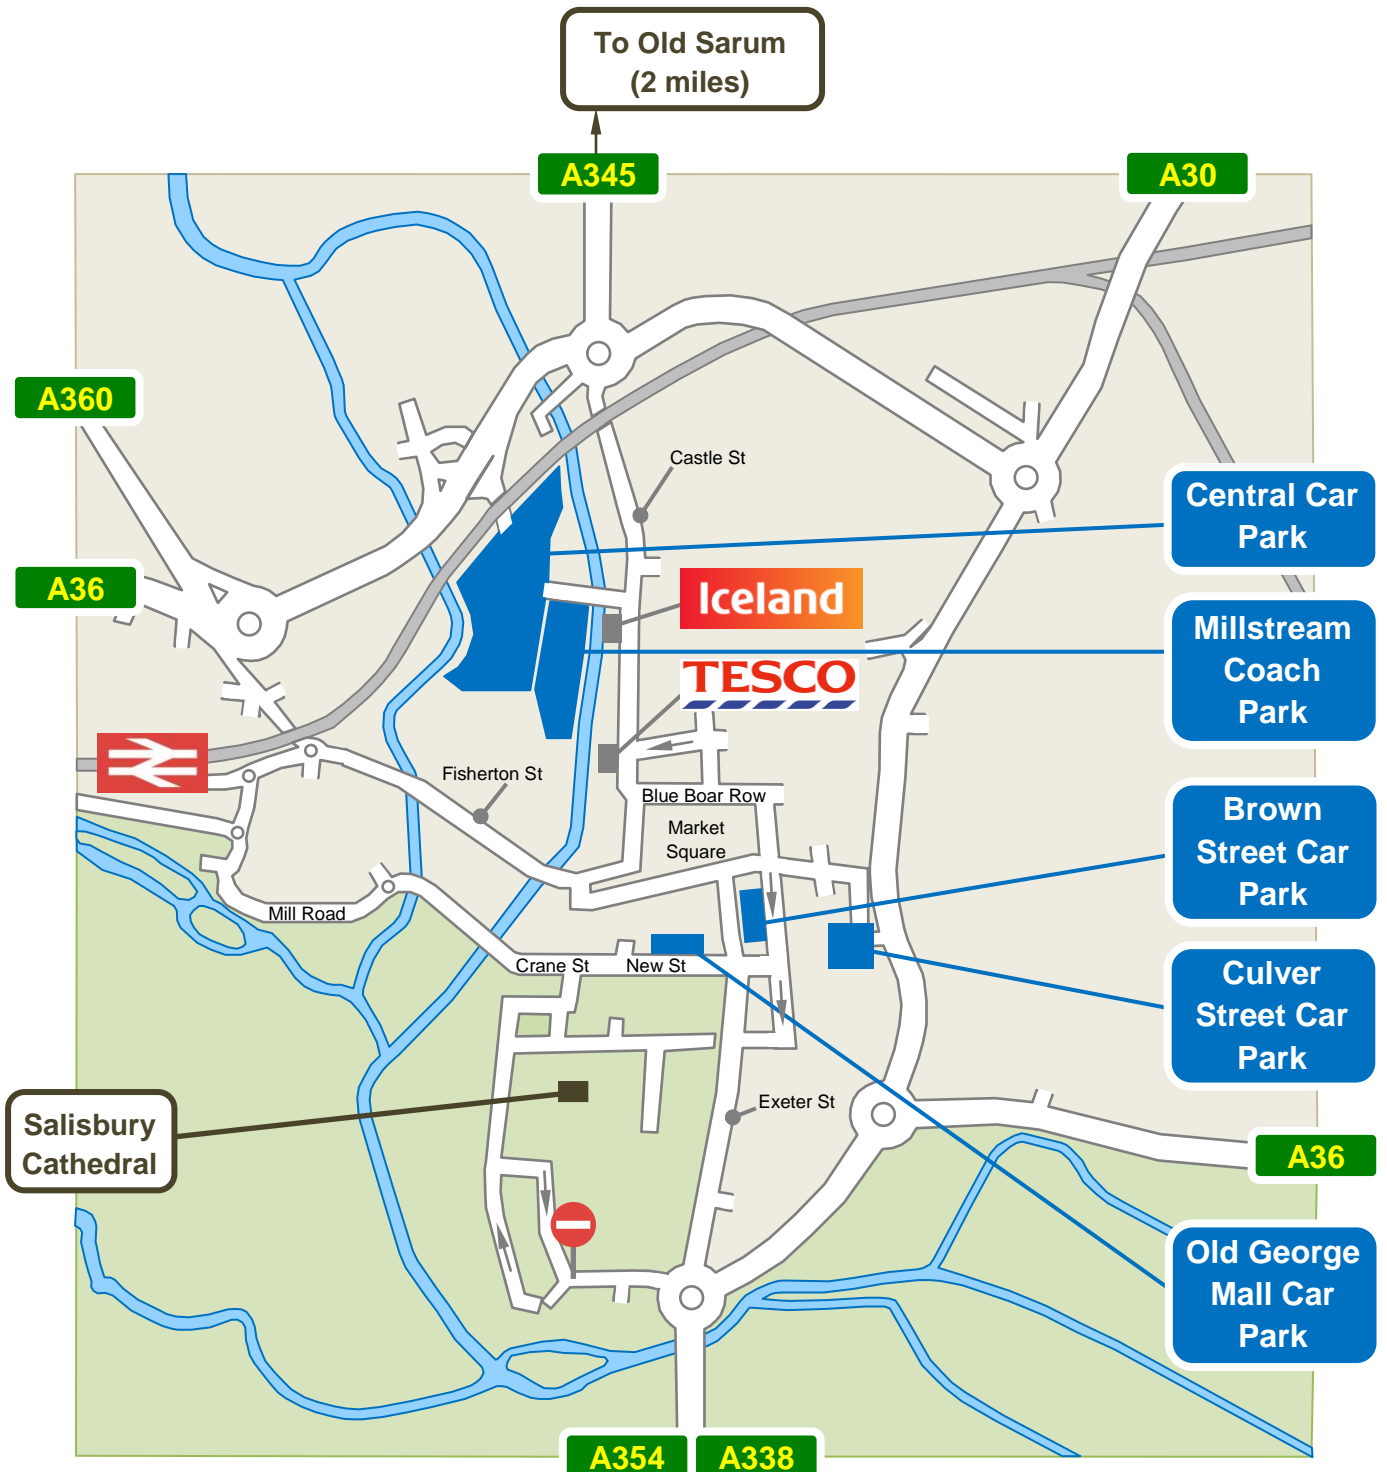 To Old Sarum
(2 miles)
A345
A30
A360
Castle St
Central Car
Park
A36
Iceland
Millstream
Coach
Park
TESCO
Fisherton St
Blue Boar Row
Market
Square
Brown
Street Car
Park
Mill Road
Crane St
New St
Culver
Street Car
Park
Salisbury
Cathedral
Exeter St
A36
Old George
Mall Car
Park
A354
A338